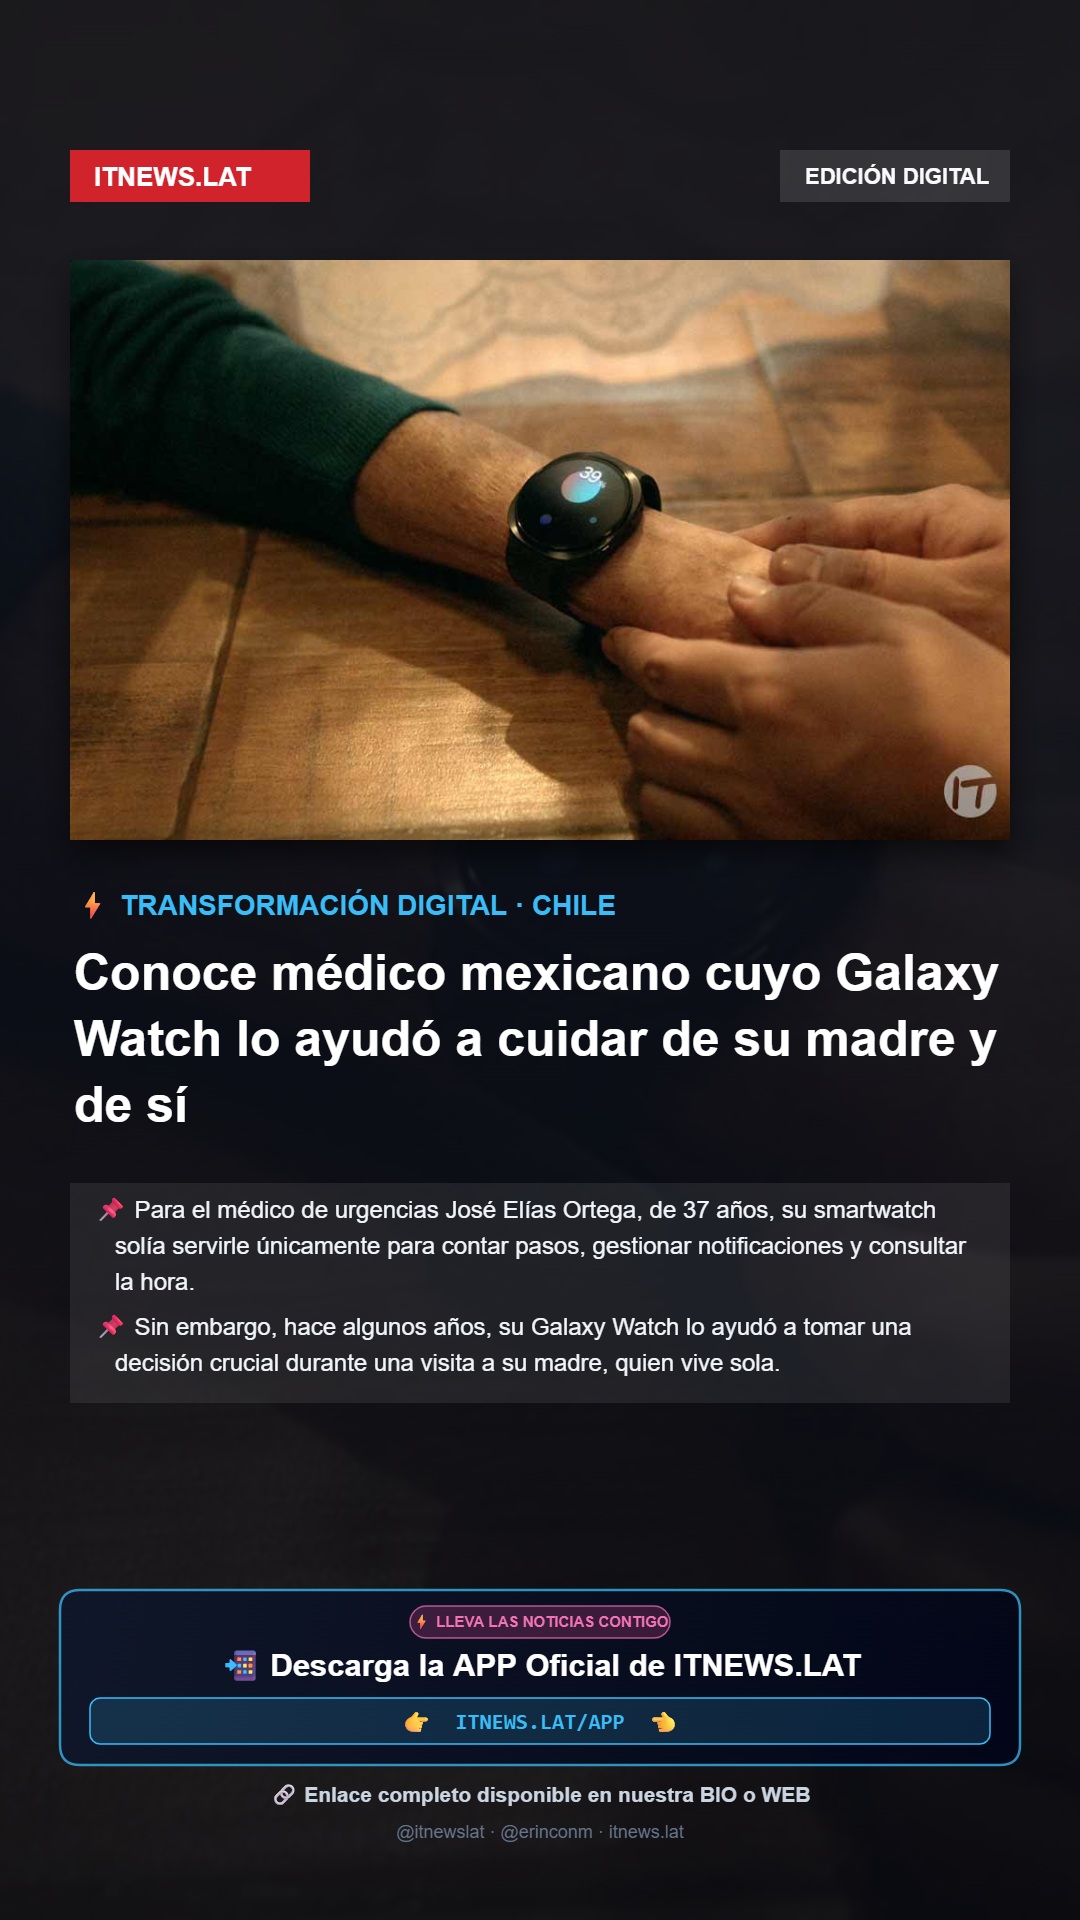 ITNEWS.LAT
EDICIÓN DIGITAL
39
IT
TRANSFORMACIÓN DIGITAL · CHILE
Conoce médico mexicano cuyo Galaxy
Watch lo ayudó a cuidar de su madre y
de sí
Para el médico de urgencias José Elías Ortega, de 37 años, su smartwatch
solía servirle únicamente para contar pasos, gestionar notificaciones y consultar
la hora.
Sin embargo, hace algunos años, su Galaxy Watch lo ayudó a tomar una
decisión crucial durante una visita a su madre, quien vive sola.
LLEVA LAS NOTICIAS CONTIGO
Descarga la APP Oficial de ITNEWS.LAT
ITNEWS.LAT/APP
Enlace completo disponible en nuestra BIO o WEB
@itnewslat · @erinconm · itnews.lat